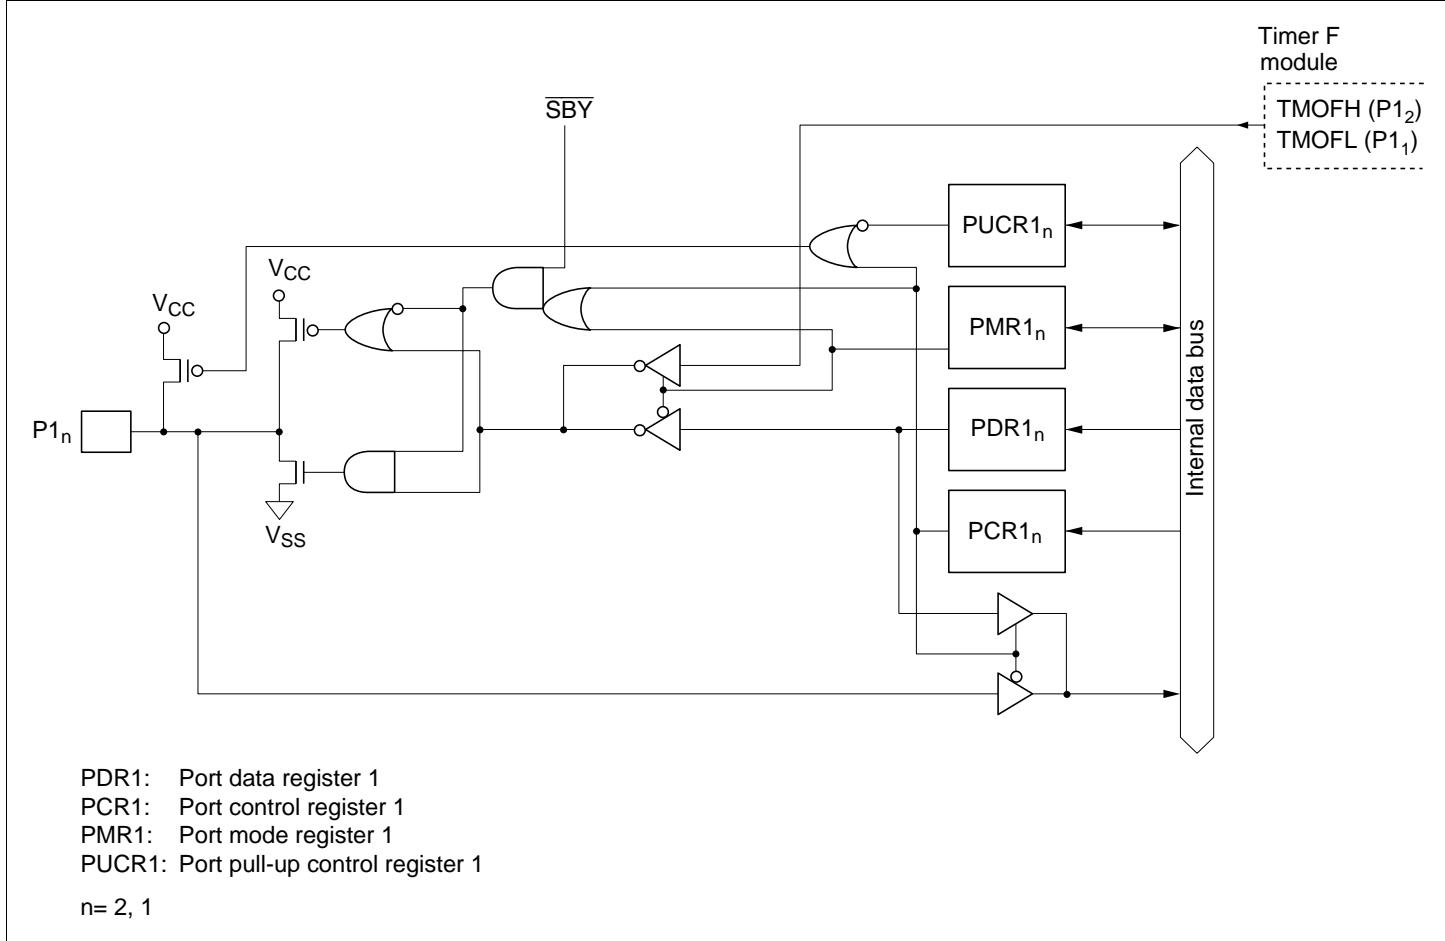 Timer F
module
TMOFH (P1₂)
TMOFL (P1₁)
S̅B̅Y̅
PUCR1ₙ
VCC
VCC
PMR1ₙ
P1ₙ
PDR1ₙ
Internal data bus
VSS
PCR1ₙ
PDR1: Port data register 1
PCR1: Port control register 1
PMR1: Port mode register 1
PUCR1: Port pull-up control register 1
n= 2, 1